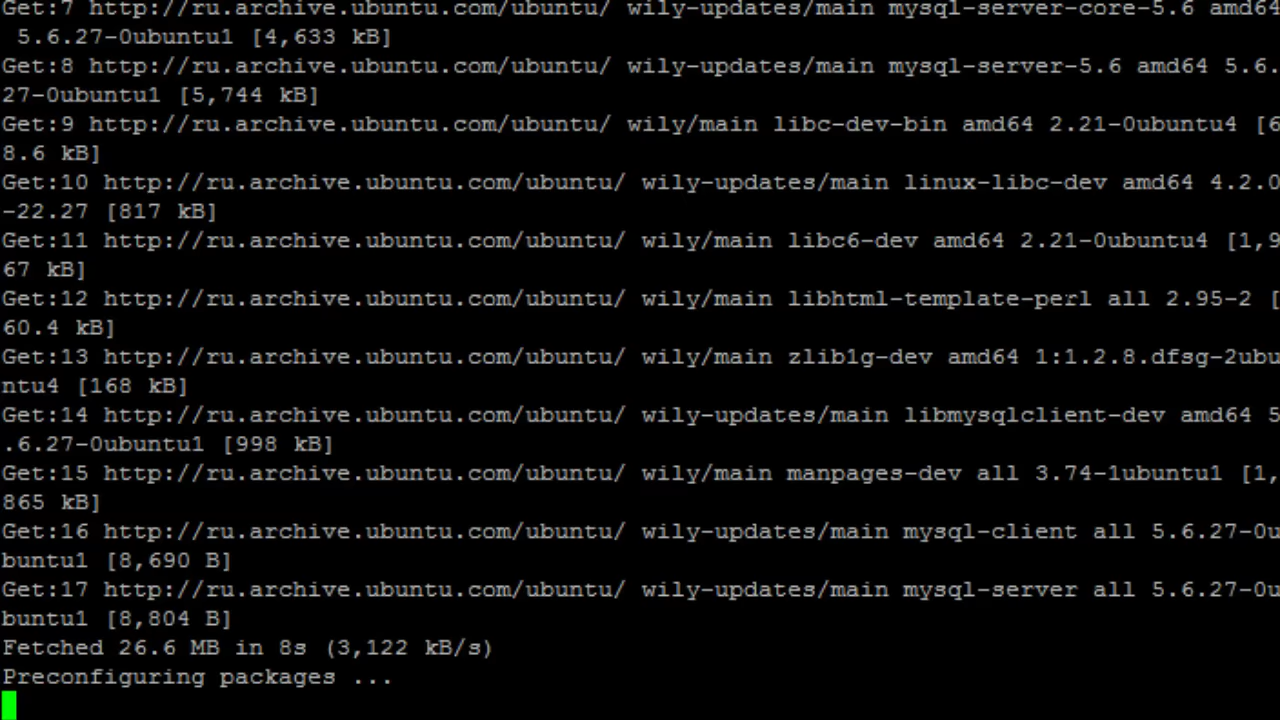 Get:7 http://ru.archive.ubuntu.com/ubuntu/ wily-updates/main mysql-server-core-5.6 amd64
 5.6.27-0ubuntu1 [4,633 kB]
Get:8 http://ru.archive.ubuntu.com/ubuntu/ wily-updates/main mysql-server-5.6 amd64 5.6.
27-0ubuntu1 [5,744 kB]
Get:9 http://ru.archive.ubuntu.com/ubuntu/ wily/main libc-dev-bin amd64 2.21-0ubuntu4 [6
8.6 kB]
Get:10 http://ru.archive.ubuntu.com/ubuntu/ wily-updates/main linux-libc-dev amd64 4.2.0
-22.27 [817 kB]
Get:11 http://ru.archive.ubuntu.com/ubuntu/ wily/main libc6-dev amd64 2.21-0ubuntu4 [1,9
67 kB]
Get:12 http://ru.archive.ubuntu.com/ubuntu/ wily/main libhtml-template-perl all 2.95-2 [
60.4 kB]
Get:13 http://ru.archive.ubuntu.com/ubuntu/ wily/main zlib1g-dev amd64 1:1.2.8.dfsg-2ubu
ntu4 [168 kB]
Get:14 http://ru.archive.ubuntu.com/ubuntu/ wily-updates/main libmysqlclient-dev amd64 5
.6.27-0ubuntu1 [998 kB]
Get:15 http://ru.archive.ubuntu.com/ubuntu/ wily/main manpages-dev all 3.74-1ubuntu1 [1,
865 kB]
Get:16 http://ru.archive.ubuntu.com/ubuntu/ wily-updates/main mysql-client all 5.6.27-0u
buntu1 [8,690 B]
Get:17 http://ru.archive.ubuntu.com/ubuntu/ wily-updates/main mysql-server all 5.6.27-0u
buntu1 [8,804 B]
Fetched 26.6 MB in 8s (3,122 kB/s)
Preconfiguring packages ...